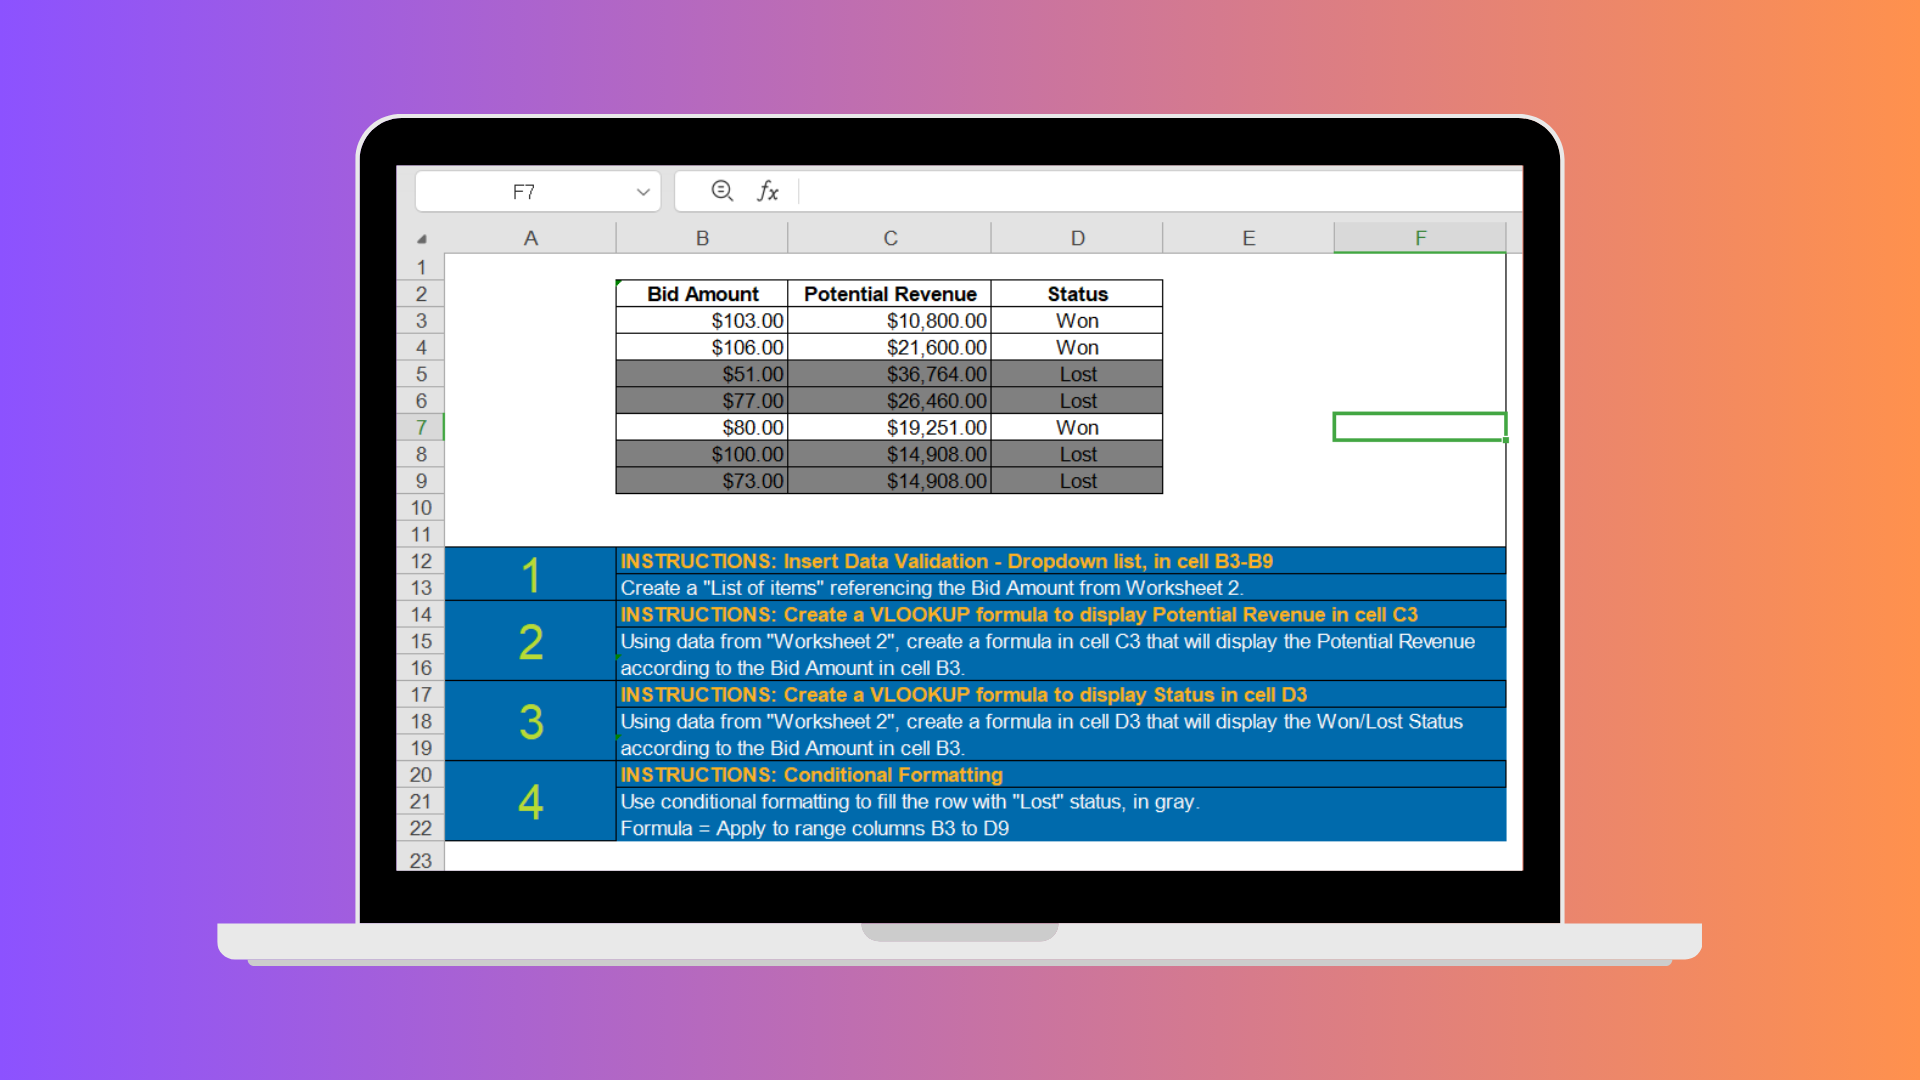 F7
fx
A B C D E F
1
2 Bid Amount Potential Revenue Status
3 $103.00 $10,800.00 Won
4 $106.00 $21,600.00 Won
5 $51.00 $36,764.00 Lost
6 $77.00 $26,460.00 Lost
7 $80.00 $19,251.00 Won
8 $100.00 $14,908.00 Lost
9 $73.00 $14,908.00 Lost
10
11
12 1 INSTRUCTIONS: Insert Data Validation - Dropdown list, in cell B3-B9
13 Create a "List of items" referencing the Bid Amount from Worksheet 2.
14 INSTRUCTIONS: Create a VLOOKUP formula to display Potential Revenue in cell C3
15 2 Using data from "Worksheet 2", create a formula in cell C3 that will display the Potential Revenue
16 according to the Bid Amount in cell B3.
17 INSTRUCTIONS: Create a VLOOKUP formula to display Status in cell D3
18 3 Using data from "Worksheet 2", create a formula in cell D3 that will display the Won/Lost Status
19 according to the Bid Amount in cell B3.
20 INSTRUCTIONS: Conditional Formatting
21 4 Use conditional formatting to fill the row with "Lost" status, in gray.
22 Formula = Apply to range columns B3 to D9
23